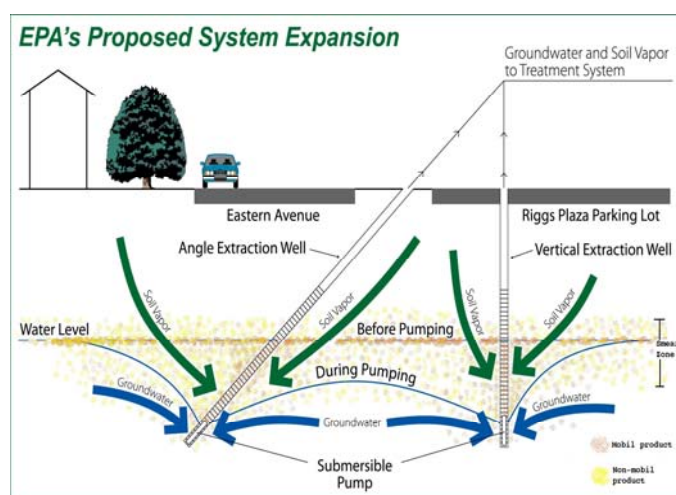 EPA's Proposed System Expansion
Groundwater and Soil Vapor
to Treatment System
Eastern Avenue
Riggs Plaza Parking Lot
Angle Extraction Well
Vertical Extraction Well
Soil Vapor
Soil Vapor
Soil Vapor
Soil Vapor
Water Level
Before Pumping
Smear
Zone
During Pumping
Groundwater
Groundwater
Groundwater
Submersible
Pump
Mobil product
Non-mobil
product